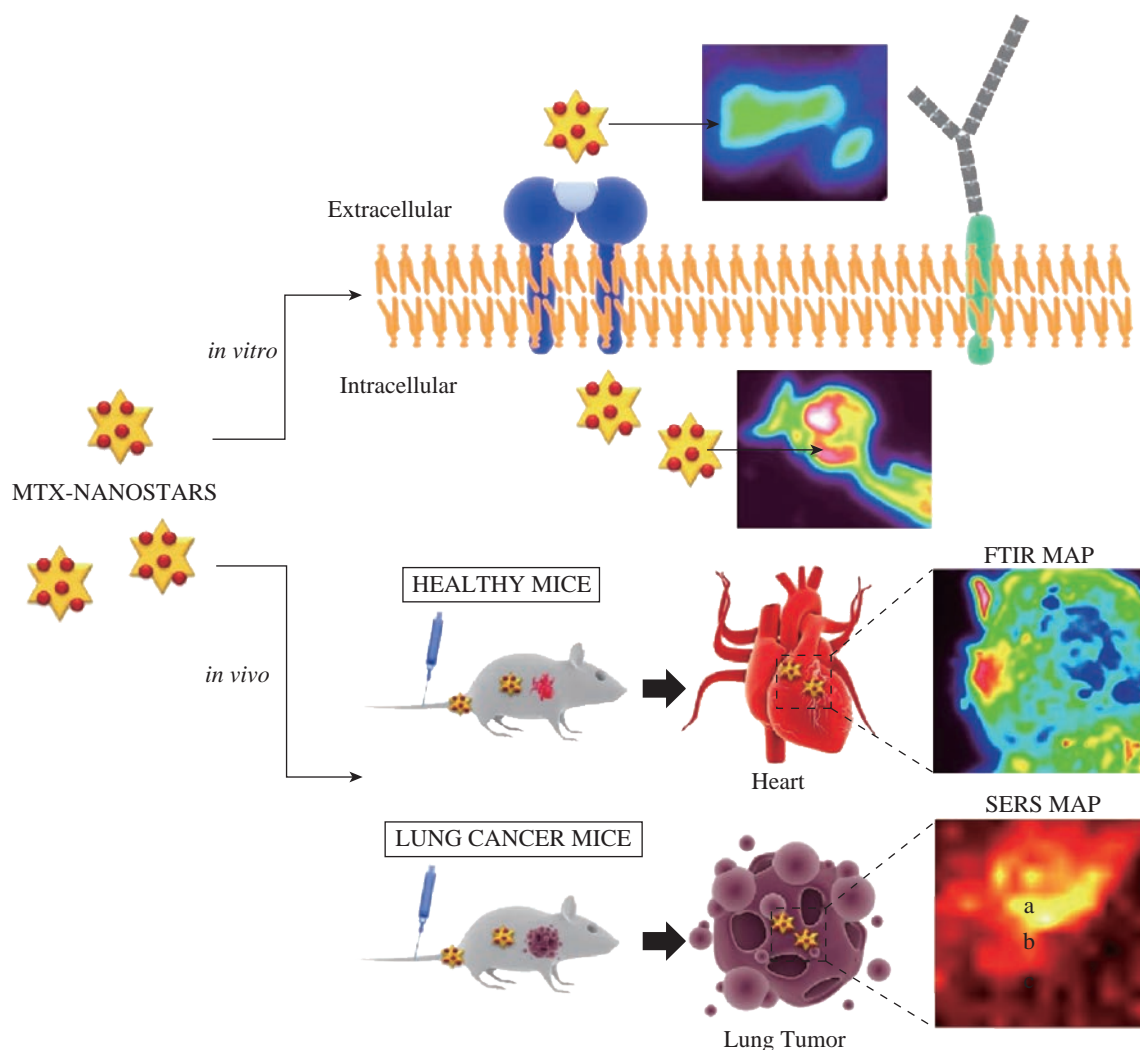 Extracellular
in vitro
Intracellular
MTX-NANOSTARS
in vivo
HEALTHY MICE
FTIR MAP
Heart
LUNG CANCER MICE
SERS MAP
a
b
Lung Tumor